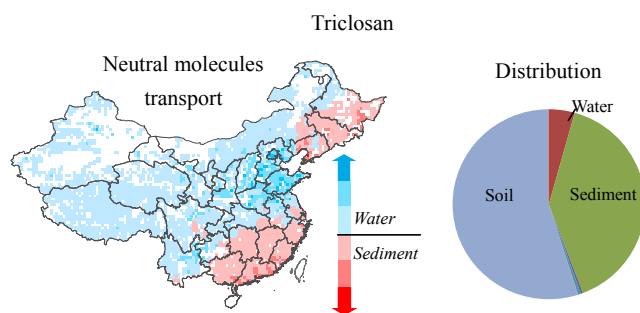 Triclosan
Neutral molecules
transport
Distribution
Water
Soil
Sediment
Water
Sediment